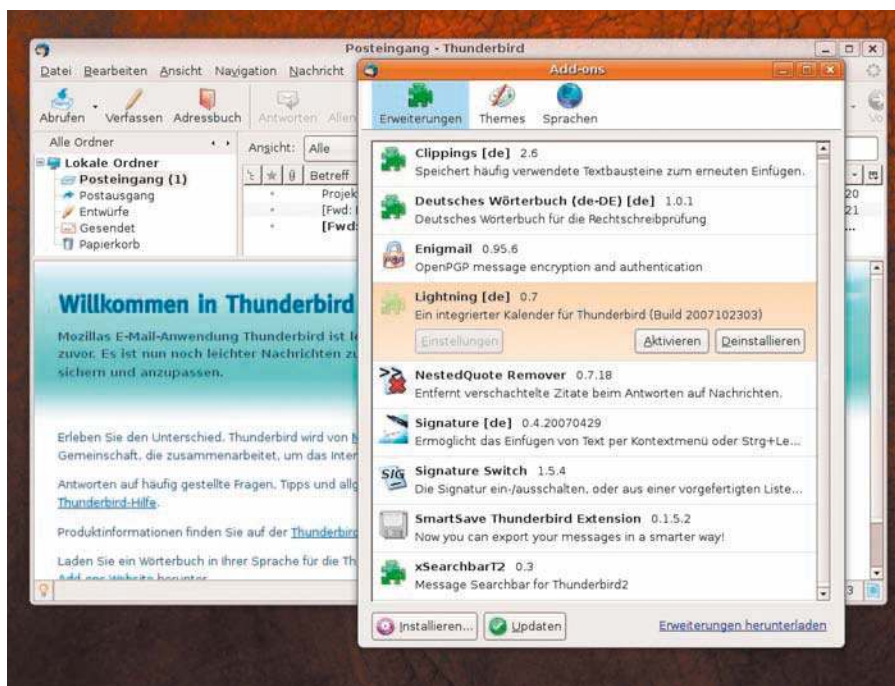 Posteingang - Thunderbird
Datei Bearbeiten Ansicht Navigation Nachricht
Abrufen Verfassen Adressbuch Antworten Allen
Alle Ordner
Ansicht: Alle
Lokale Ordner
Posteingang (1)
Postausgang
Entwürfe
Gesendet
Papierkorb
Betreff
Projek
[Fwd:
[Fwd:
20
21
...
Willkommen in Thunderbird
Mozillas E-Mail-Anwendung Thunderbird ist
zuvor. Es ist nun noch leichter Nachrichten zu
sichern und anzupassen.
Erleben Sie den Unterschied. Thunderbird wird von
Gemeinschaft, die zusammenarbeitet, um das Inter
Antworten auf häufig gestellte Fragen, Tipps und allg
Thunderbird-Hilfe.
Produktinformationen finden Sie auf der Thunderbird
Laden Sie ein Wörterbuch in Ihrer Sprache für die Th
Add-ons-Website herunter.
3
Add-ons
Erweiterungen Themes Sprachen
Clippings [de] 2.6
Speichert häufig verwendete Textbausteine zum erneuten Einfügen.
Deutsches Wörterbuch (de-DE) [de] 1.0.1
Deutsches Wörterbuch für die Rechtschreibprüfung
Enigmail 0.95.6
OpenPGP message encryption and authentication
Lightning [de] 0.7
Ein integrierter Kalender für Thunderbird (Build 2007102303)
Einstellungen Aktivieren Deinstallieren
NestedQuote Remover 0.7.18
Entfernt verschachtelte Zitate beim Antworten auf Nachrichten.
Signature [de] 0.4.20070429
Ermöglicht das Einfügen von Text per Kontextmenü oder Strg+Le...
SIG
Signature Switch 1.5.4
Die Signatur ein-/ausschalten, oder aus einer vorgefertigten Liste...
SmartSave Thunderbird Extension 0.1.5.2
Now you can export your messages in a smarter way!
xSearchbarT2 0.3
Message Searchbar for Thunderbird2
Installieren... Updaten Erweiterungen herunterladen